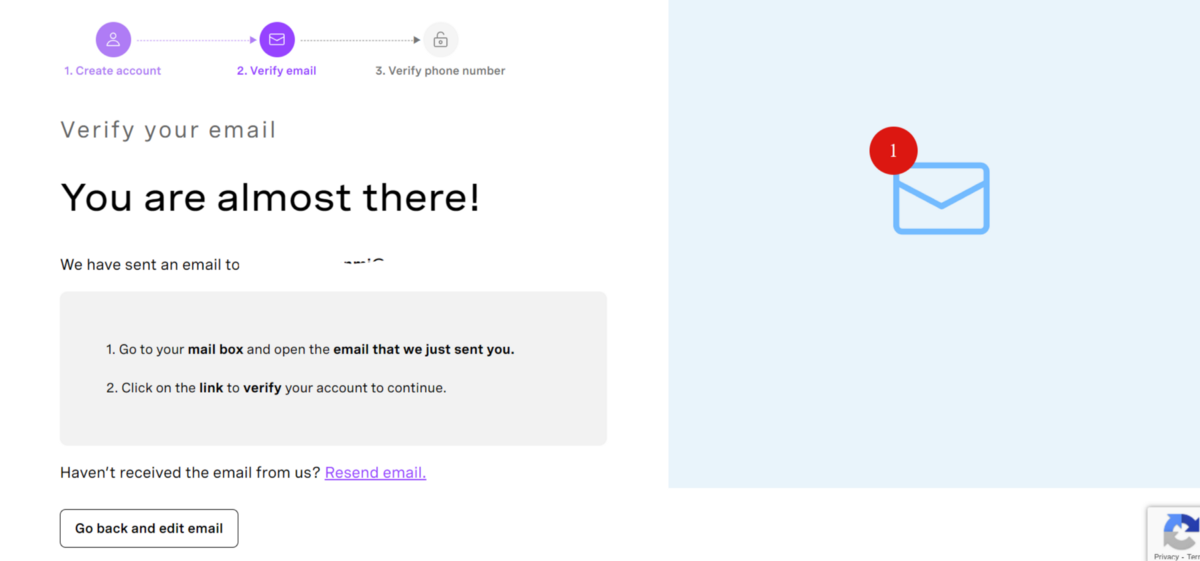 1. Create account
2. Verify email
3. Verify phone number
Verify your email
You are almost there!
We have sent an email to
1. Go to your mail box and open the email that we just sent you.
2. Click on the link to verify your account to continue.
Haven't received the email from us? Resend email.
Go back and edit email
1
Privacy -